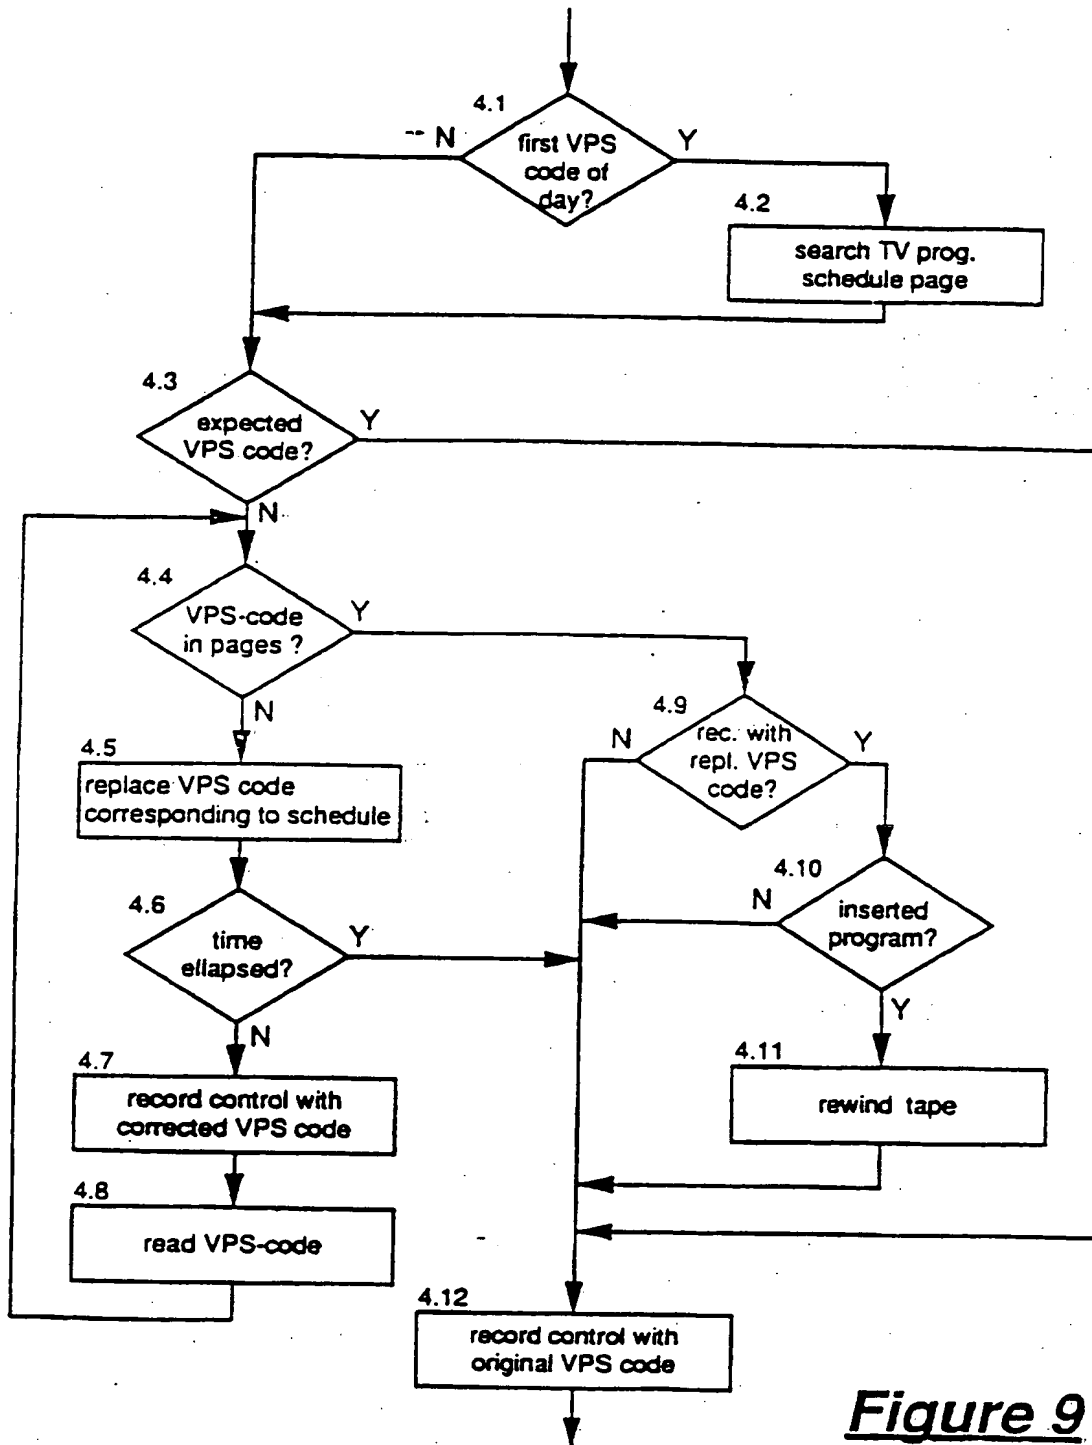 4.1
first VPS
code of
day?
-- N
Y
4.2
search TV prog.
schedule page
4.3
expected
VPS code?
Y
N
4.4
VPS-code
in pages ?
Y
N
4.5
replace VPS code
corresponding to schedule
4.6
time
ellapsed?
Y
N
4.7
record control with
corrected VPS code
4.8
read VPS-code
4.9
rec. with
repl. VPS
code?
N
Y
4.10
inserted
program?
N
Y
4.11
rewind tape
4.12
record control with
original VPS code
Figure 9